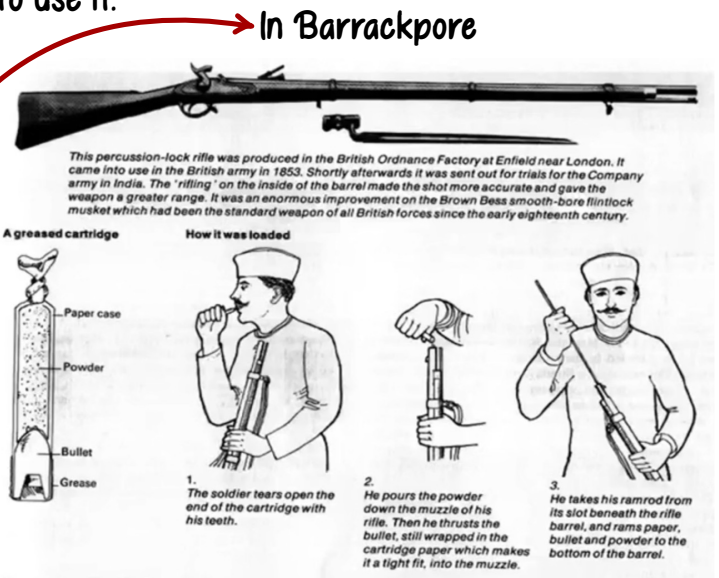 to use it.
In Barrackpore
This percussion-lock rifle was produced in the British Ordnance Factory at Enfield near London. It
came into use in the British army in 1853. Shortly afterwards it was sent out for trials for the Company
army in India. The 'rifling' on the inside of the barrel made the shot more accurate and gave the
weapon a greater range. It was an enormous improvement on the Brown Bess smooth-bore flintlock
musket which had been the standard weapon of all British forces since the early eighteenth century.
A greased cartridge
Paper case
Powder
Bullet
Grease
How it was loaded
1.
The soldier tears open the
end of the cartridge with
his teeth.
2.
He pours the powder
down the muzzle of his
rifle. Then he thrusts the
bullet, still wrapped in the
cartridge paper which makes
it a tight fit, into the muzzle.
3.
He takes his ramrod from
its slot beneath the rifle
barrel, and rams paper,
bullet and powder to the
bottom of the barrel.